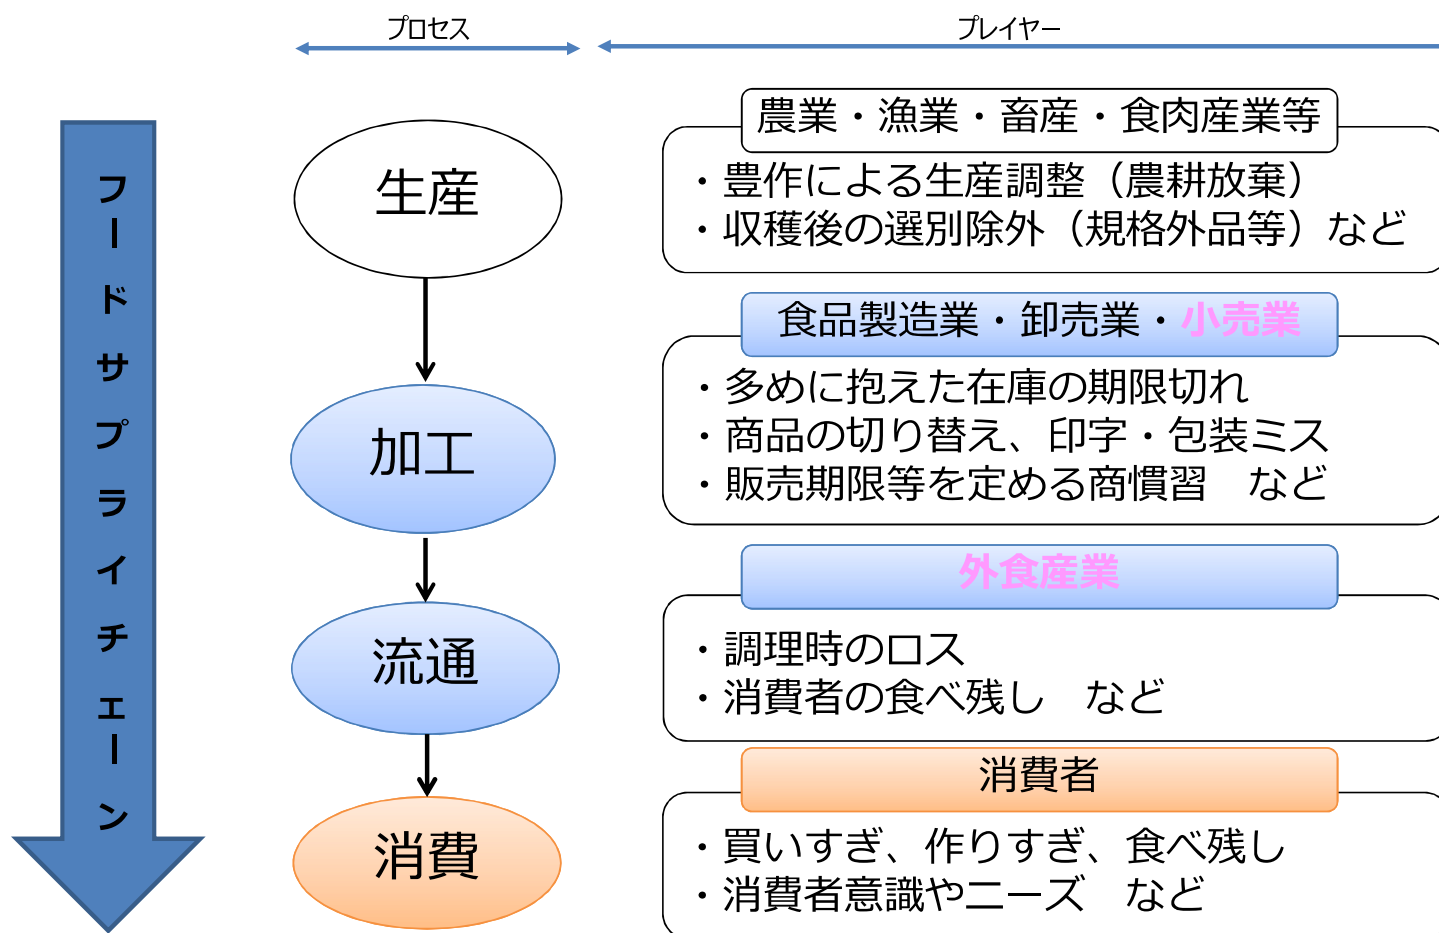 プロセス
プレイヤー
フードサプライチェーン
生産
農業・漁業・畜産・食肉産業等
・豊作による生産調整（農耕放棄）
・収穫後の選別除外（規格外品等）など
加工
食品製造業・卸売業・小売業
・多めに抱えた在庫の期限切れ
・商品の切り替え、印字・包装ミス
・販売期限等を定める商慣習　など
流通
外食産業
・調理時のロス
・消費者の食べ残し　など
消費
消費者
・買いすぎ、作りすぎ、食べ残し
・消費者意識やニーズ　など